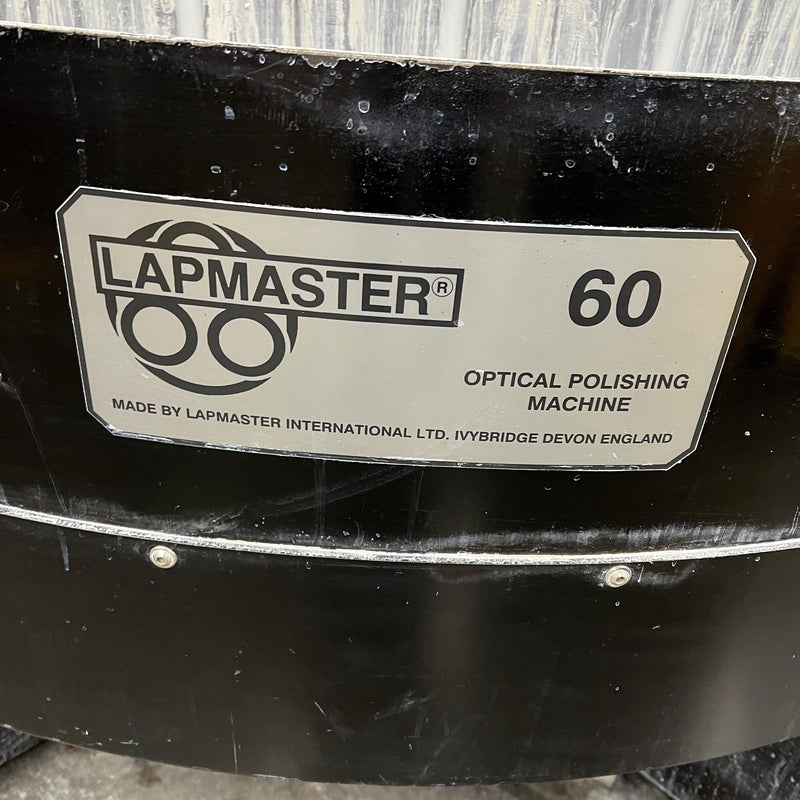 LAPMASTER®
60
OPTICAL POLISHING
MACHINE
MADE BY LAPMASTER INTERNATIONAL LTD. IVYBRIDGE DEVON ENGLAND